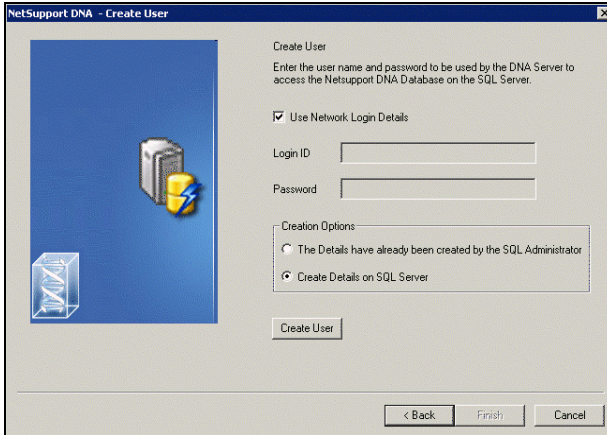 NetSupport DNA - Create User
Create User
Enter the user name and password to be used by the DNA Server to
access the Netsupport DNA Database on the SQL Server.
Use Network Login Details
Login ID
Password
Creation Options
The Details have already been created by the SQL Administrator
Create Details on SQL Server
Create User
< Back
Finish
Cancel